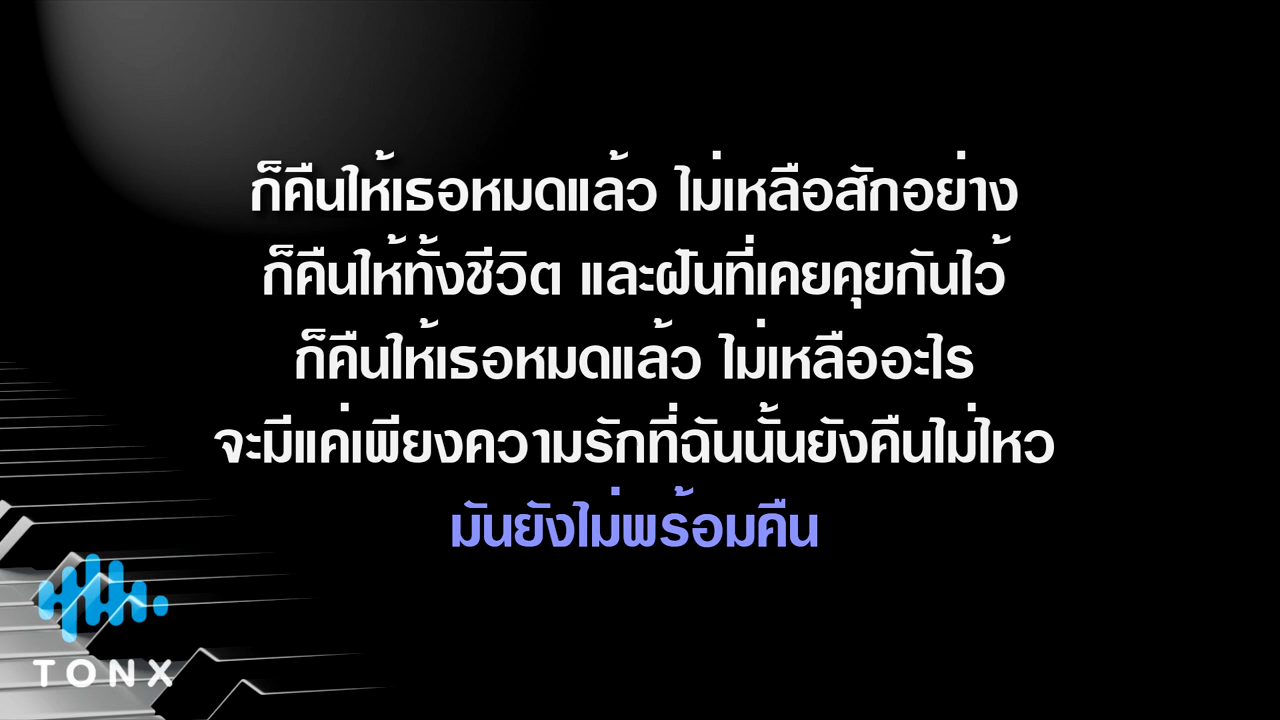 ก็คืนให้เธอหมดแล้ว ไม่เหลือสักอย่าง
ก็คืนให้ทั้งชีวิต และฝันที่เคยคุยกันไว้
ก็คืนให้เธอหมดแล้ว ไม่เหลืออะไร
จะมีแค่เพียงความรักที่ฉันนั้นยังคืนไม่ไหว
มันยังไม่พร้อมคืน
TONX